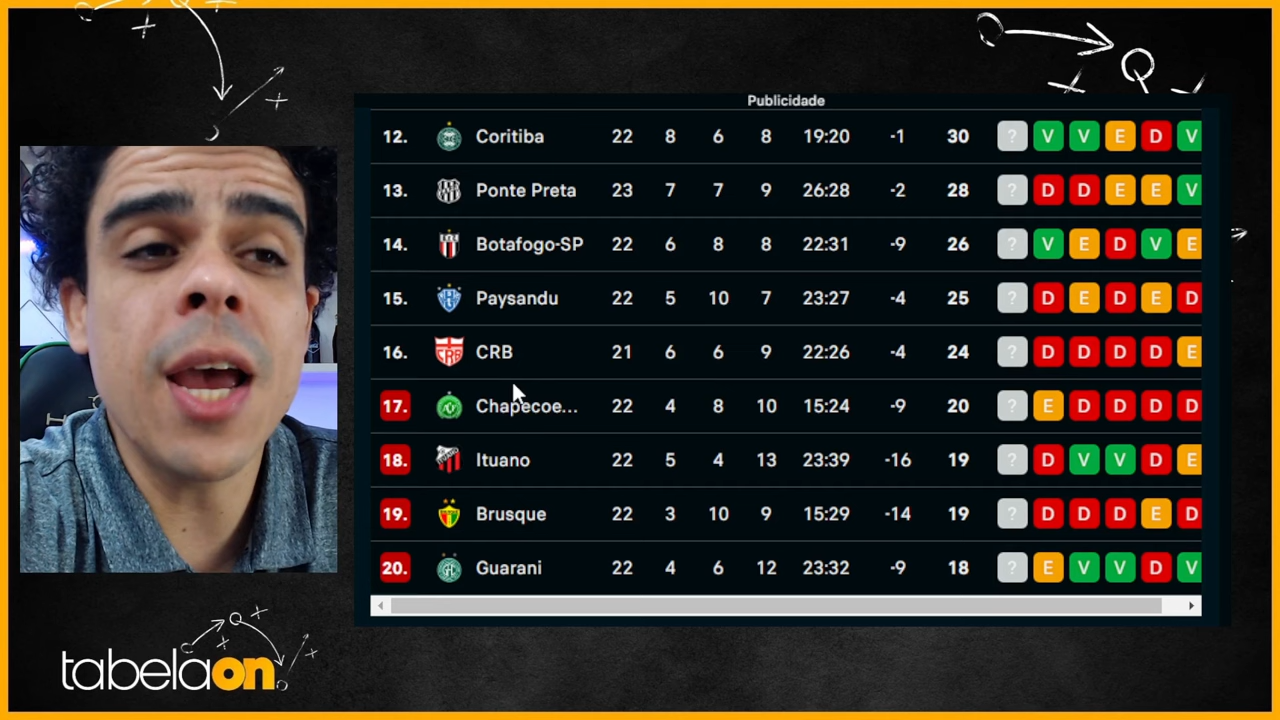 Publicidade
12. Coritiba 22 8 6 8 19:20 -1 30 ? V V E D V
13. Ponte Preta 23 7 7 9 26:28 -2 28 ? D D E E V
14. Botafogo-SP 22 6 8 8 22:31 -9 26 ? V E D V E
15. Paysandu 22 5 10 7 23:27 -4 25 ? D E D E D
16. CRB 21 6 6 9 22:26 -4 24 ? D D D D E
17. Chapecoe... 22 4 8 10 15:24 -9 20 ? E D D D D
18. Ituano 22 5 4 13 23:39 -16 19 ? D V V D E
19. Brusque 22 3 10 9 15:29 -14 19 ? D D D E D
20. Guarani 22 4 6 12 23:32 -9 18 ? E V V D V
tabelaon